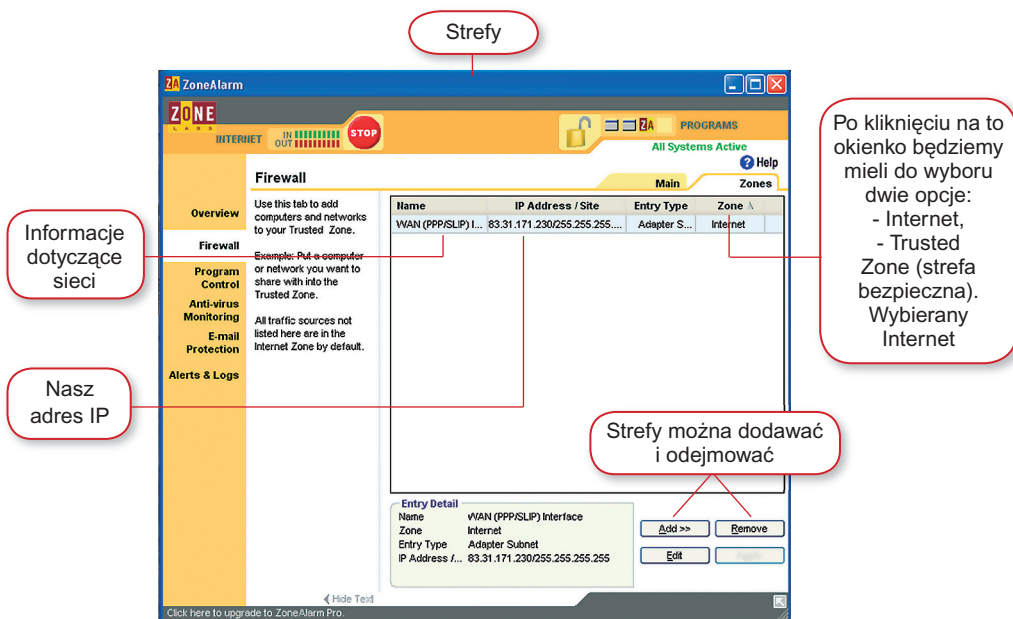 Strefy
ZA ZoneAlarm
ZONE
LABS
INTERNET
IN
OUT
STOP
ZA
PROGRAMS
All Systems Active
Help
Firewall
Main
Zones
Overview
Firewall
Program
Control
Anti-virus
Monitoring
E-mail
Protection
Alerts & Logs
Use this tab to add
computers and networks
to your Trusted Zone.
Example: Put a computer
or network you want to
share with into the
Trusted Zone.
All traffic sources not
listed here are in the
Internet Zone by default.
Name IP Address / Site Entry Type Zone
WAN (PPP/SLIP) I... 83.31.171.230/255.255.255.... Adapter S... Internet
Informacje
dotyczące
sieci
Nasz
adres IP
Po kliknięciu na to
okienko będziemy
mieli do wyboru
dwie opcje:
- Internet,
- Trusted
Zone (strefa
bezpieczna).
Wybierany
Internet
Strefy można dodawać
i odejmować
Entry Detail
Name WAN (PPP/SLIP) Interface
Zone Internet
Entry Type Adapter Subnet
IP Address /... 83.31.171.230/255.255.255.255
Add >>
Remove
Edit
Apply
Hide Text
Click here to upgrade to ZoneAlarm Pro.